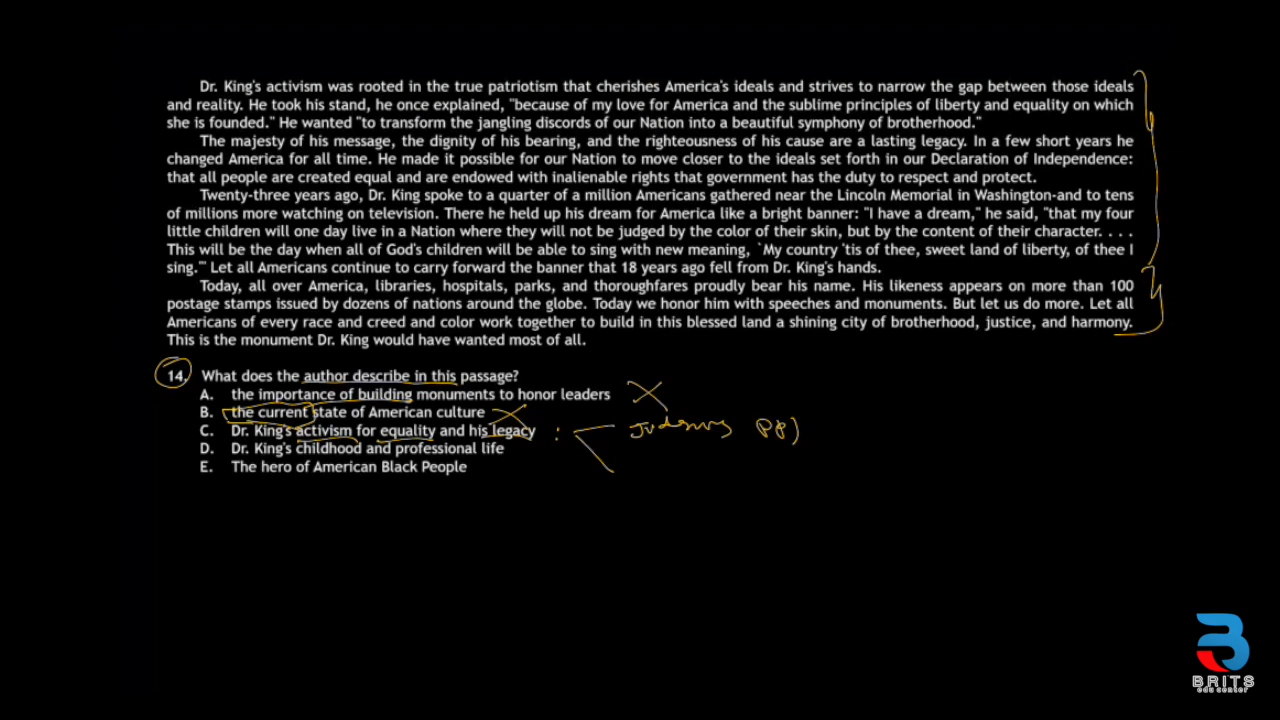 Dr. King's activism was rooted in the true patriotism that cherishes America's ideals and strives to narrow the gap between those ideals
and reality. He took his stand, he once explained, "because of my love for America and the sublime principles of liberty and equality on which
she is founded." He wanted "to transform the jangling discords of our Nation into a beautiful symphony of brotherhood."
The majesty of his message, the dignity of his bearing, and the righteousness of his cause are a lasting legacy. In a few short years he
changed America for all time. He made it possible for our Nation to move closer to the ideals set forth in our Declaration of Independence:
that all people are created equal and are endowed with inalienable rights that government has the duty to respect and protect.
Twenty-three years ago, Dr. King spoke to a quarter of a million Americans gathered near the Lincoln Memorial in Washington-and to tens
of millions more watching on television. There he held up his dream for America like a bright banner: "I have a dream," he said, "that my four
little children will one day live in a Nation where they will not be judged by the color of their skin, but by the content of their character. . . .
This will be the day when all of God's children will be able to sing with new meaning, `My country 'tis of thee, sweet land of liberty, of thee I
sing.'" Let all Americans continue to carry forward the banner that 18 years ago fell from Dr. King's hands.
Today, all over America, libraries, hospitals, parks, and thoroughfares proudly bear his name. His likeness appears on more than 100
postage stamps issued by dozens of nations around the globe. Today we honor him with speeches and monuments. But let us do more. Let all
Americans of every race and creed and color work together to build in this blessed land a shining city of brotherhood, justice, and harmony.
This is the monument Dr. King would have wanted most of all.
14. What does the author describe in this passage?
A. the importance of building monuments to honor leaders
B. the current state of American culture
C. Dr. King's activism for equality and his legacy :
D. Dr. King's childhood and professional life
E. The hero of American Black People
BRITS
edu center